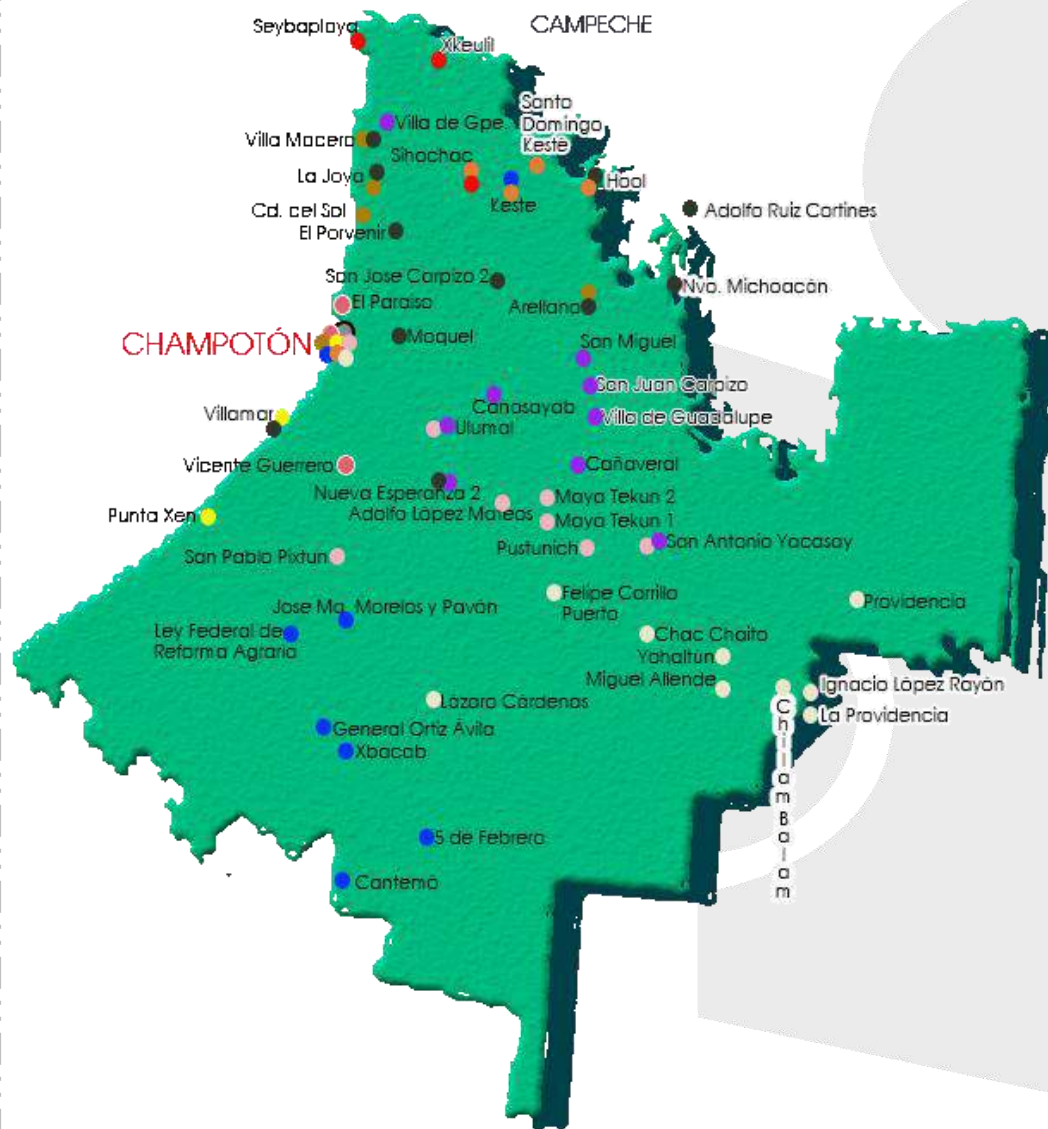 CAMPECHE
Seybaplaya
Xkeulil
Santo
Domingo
Kesté
Villa de Gpe.
Villa Macera
Sihochac
La Joya
Hool
Keste
Adolfo Ruiz Cortines
Cd. del Sol
El Porvenir
San Jose Carpizo 2
Nvo. Michoacán
El Paraiso
Arellano
CHAMPOTÓN
Moquel
San Miguel
San Juan Carpizo
Canasayab
Villamar
Villa de Guadalupe
Ulumal
Vicente Guerrero
Cañaveral
Nueva Esperanza 2
Maya Tekun 2
Adolfo López Mateos
Punta Xen
Maya Tekun 1
San Antonio Yacasay
Pustunich
San Pablo Pixtun
Felipe Carrillo
Puerto
Providencia
Jose Ma. Morelos y Pavón
Ley Federal de
Reforma Agraria
Chac Chaito
Yohaltun
Miguel Allende
Ignacio López Rayón
Lázaro Cárdenas
La Providencia
Chilam Balam
General Ortiz Ávila
Xbacab
5 de Febrero
Cantemó